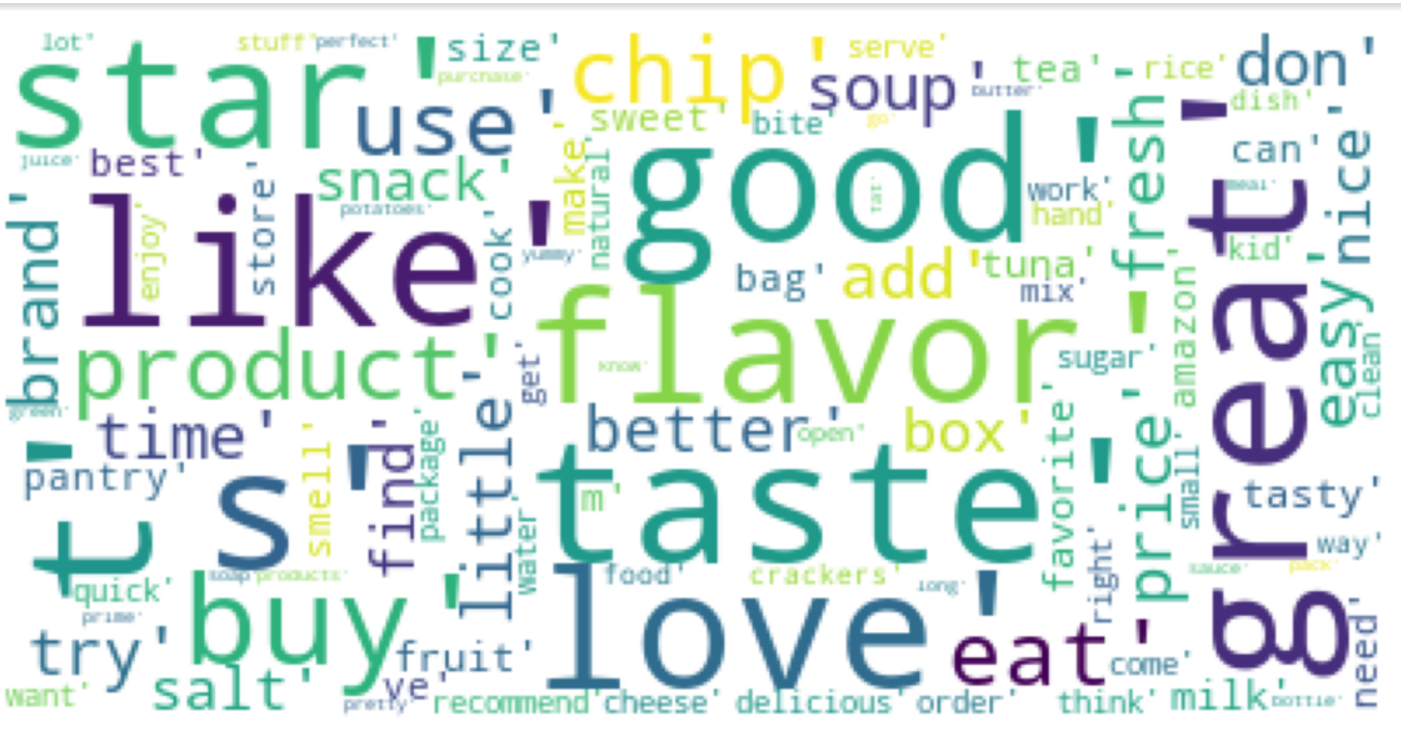 lot'
stuff'
perfect'
size'
purchase'
star'
use'
chip'
serve'
soup'
butter'
tea'
rice'
don'
dish'
sweet'
bite'
go'
juice'
best'
snack'
store'
potatoes'
enjoy'
like'
brand'
cook'
yummy'
make'
natural'
good'
eat'
work'
hand'
fresh'
can'
meal'
nice'
kid'
bag'
add'
tuna'
mix'
amazon'
easy'
clean'
great'
product'
flavor'
know'
get'
sugar'
green'
time'
better'
open'
box'
favorite'
price'
small'
pantry'
t'
s'
smell'
find'
package'
little'
water'
m'
taste'
tasty'
way'
quick'
soap'
products'
food'
crackers'
long'
right'
sauce'
pack'
prime'
try'
buy'
fruit'
love'
eat'
come'
need'
want'
salt'
ve'
pretty'
recommend'
cheese'
delicious'
order'
think'
milk'
bottle'